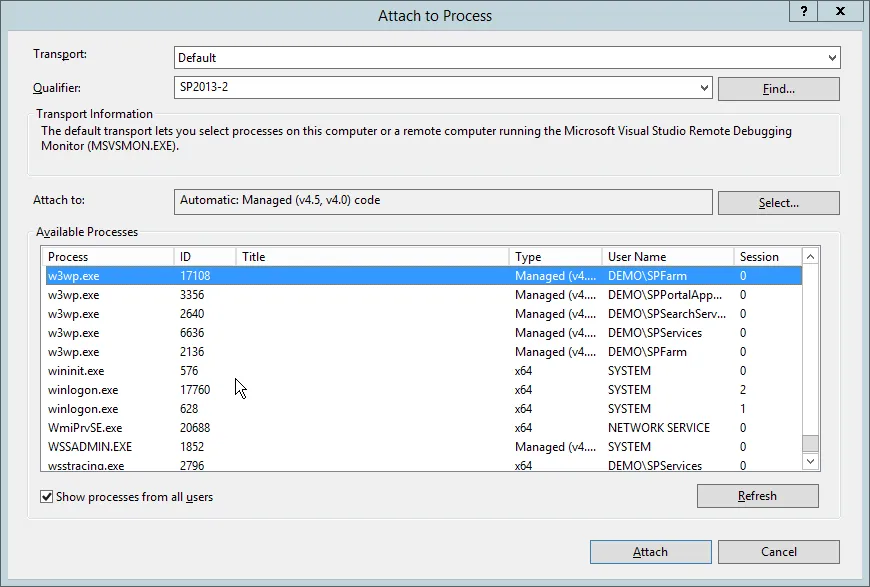 Attach to Process
? x
Transport: Default
Qualifier: SP2013-2 Find...
Transport Information
The default transport lets you select processes on this computer or a remote computer running the Microsoft Visual Studio Remote Debugging
Monitor (MSVSMON.EXE).
Attach to: Automatic: Managed (v4.5, v4.0) code Select...
Available Processes
Process ID Title Type User Name Session
w3wp.exe 17108 Managed (v4.... DEMO\SPFarm 0
w3wp.exe 3356 Managed (v4.... DEMO\SPPortalApp... 0
w3wp.exe 2640 Managed (v4.... DEMO\SPSearchServ... 0
w3wp.exe 6636 Managed (v4.... DEMO\SPServices 0
w3wp.exe 2136 Managed (v4.... DEMO\SPFarm 0
wininit.exe 576 x64 SYSTEM 0
winlogon.exe 17760 x64 SYSTEM 2
winlogon.exe 628 x64 SYSTEM 1
WmiPrvSE.exe 20688 x64 NETWORK SERVICE 0
WSSADMIN.EXE 1852 Managed (v4.... SYSTEM 0
wsstracing.exe 2796 x64 DEMO\SPServices 0
Show processes from all users Refresh
Attach Cancel